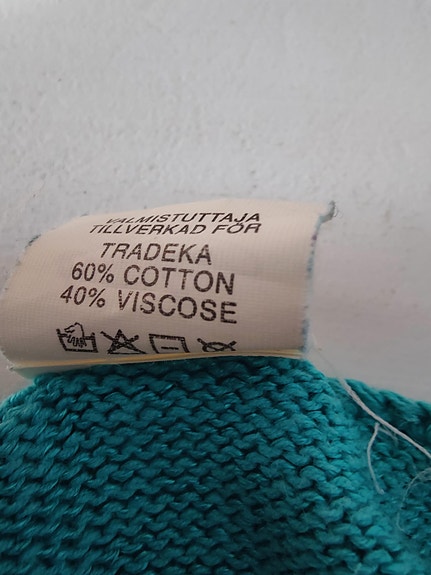 VALMISTUTTAJA
TILLVERKAD FÖR
TRADEKA
60% COTTON
40% VISCOSE